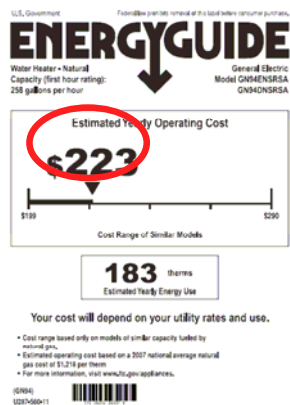 U.S. Government
Federal law prohibits removal of this label before consumer purchase.
ENERGYGUIDE
Water Heater - Natural
Capacity (first hour rating):
258 gallons per hour
General Electric
Model GN94ENSRSA
GN94DNSRSA
Estimated Yearly Operating Cost
$223
$199
$290
Cost Range of Similar Models
183 therms
Estimated Yearly Energy Use
Your cost will depend on your utility rates and use.
• Cost range based only on models of similar capacity fueled by
natural gas.
• Estimated operating cost based on a 2007 national average natural
gas cost of $1.218 per therm
• For more information, visit www.ftc.gov/appliances.
(GN94)
U287-560-11